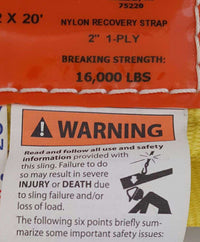 75220
2 X 20'
NYLON RECOVERY STRAP
2" 1-PLY
BREAKING STRENGTH:
16,000 LBS
WARNING
Read and follow all use and safety
information provided with
this sling. Failure to do
so may result in severe
INJURY or DEATH due
to sling failure and/or
loss of load.
The following six points briefly sum-
marize some important safety issues: